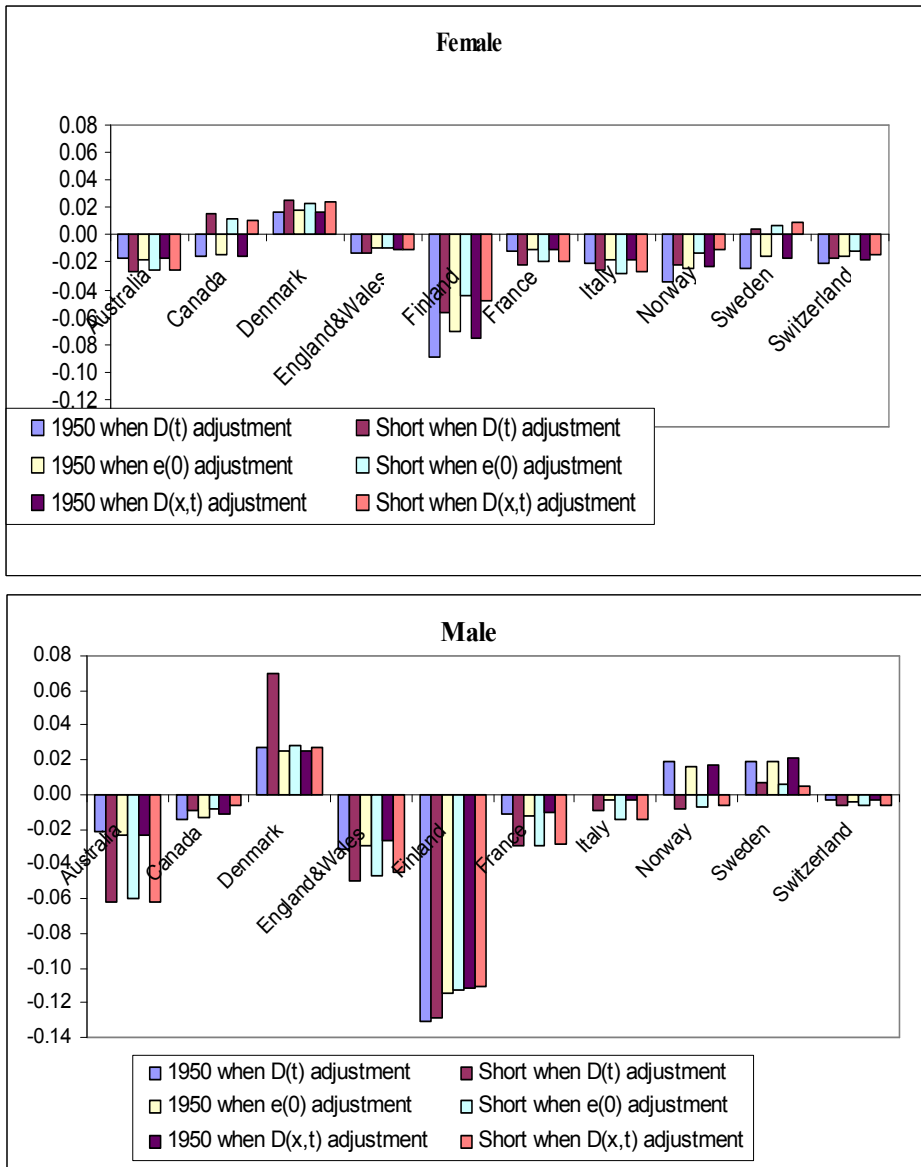 Female
0.08
0.06
0.04
0.02
0.00
-0.02
-0.04
-0.06
-0.08
-0.10
-0.12
Australia
Canada
Denmark
England&Wales
Finland
France
Italy
Norway
Sweden
Switzerland
1950 when D(t) adjustment Short when D(t) adjustment
1950 when e(0) adjustment Short when e(0) adjustment
1950 when D(x,t) adjustment Short when D(x,t) adjustment
Male
0.08
0.06
0.04
0.02
0.00
-0.02
-0.04
-0.06
-0.08
-0.10
-0.12
-0.14
Australia
Canada
Denmark
England&Wales
Finland
France
Italy
Norway
Sweden
Switzerland
1950 when D(t) adjustment Short when D(t) adjustment
1950 when e(0) adjustment Short when e(0) adjustment
1950 when D(x,t) adjustment Short when D(x,t) adjustment